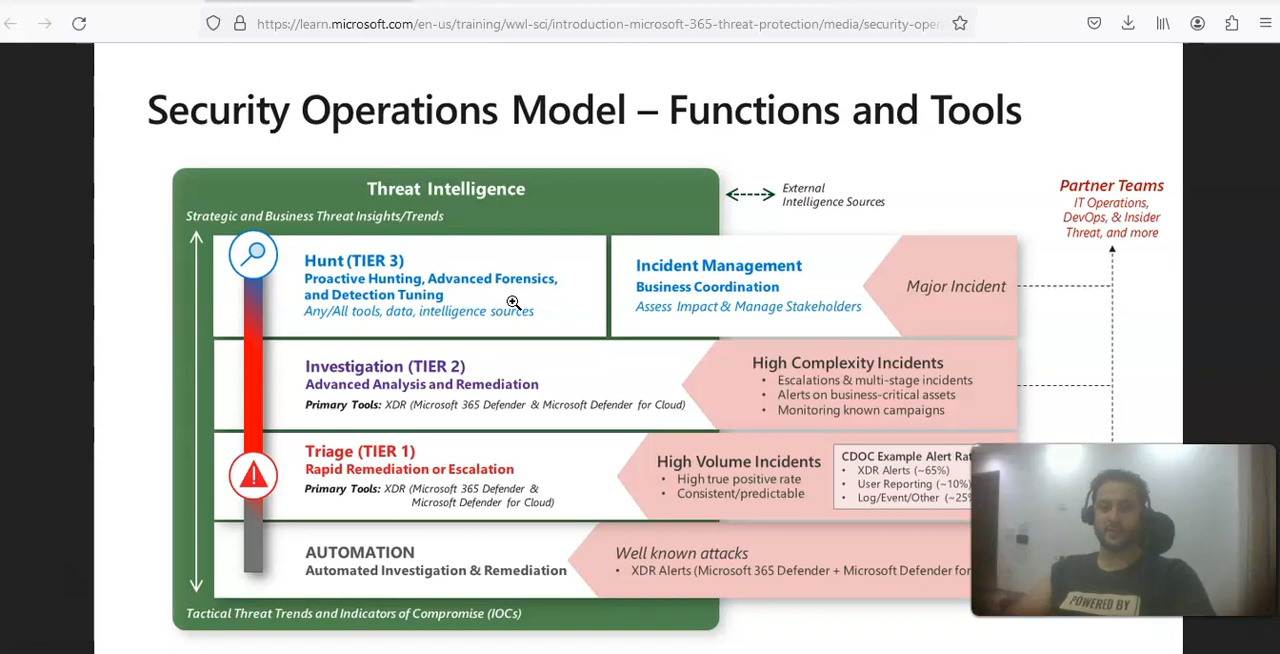 https://learn.microsoft.com/en-us/training/wwl-sci/introduction-microsoft-365-threat-protection/media/security-oper
Security Operations Model – Functions and Tools
Threat Intelligence
Strategic and Business Threat Insights/Trends
External
Intelligence Sources
Partner Teams
IT Operations,
DevOps, & Insider
Threat, and more
Hunt (TIER 3)
Proactive Hunting, Advanced Forensics,
and Detection Tuning
Any/All tools, data, intelligence sources
Incident Management
Business Coordination
Assess Impact & Manage Stakeholders
Major Incident
Investigation (TIER 2)
Advanced Analysis and Remediation
Primary Tools: XDR (Microsoft 365 Defender & Microsoft Defender for Cloud)
High Complexity Incidents
• Escalations & multi-stage incidents
• Alerts on business-critical assets
• Monitoring known campaigns
Triage (TIER 1)
Rapid Remediation or Escalation
Primary Tools: XDR (Microsoft 365 Defender &
Microsoft Defender for Cloud)
High Volume Incidents
• High true positive rate
• Consistent/predictable
CDOC Example Alert Rat
• XDR Alerts (~65%)
• User Reporting (~10%)
• Log/Event/Other (~25%
AUTOMATION
Automated Investigation & Remediation
Well known attacks
• XDR Alerts (Microsoft 365 Defender + Microsoft Defender for
Tactical Threat Trends and Indicators of Compromise (IOCs)
POWERED BY